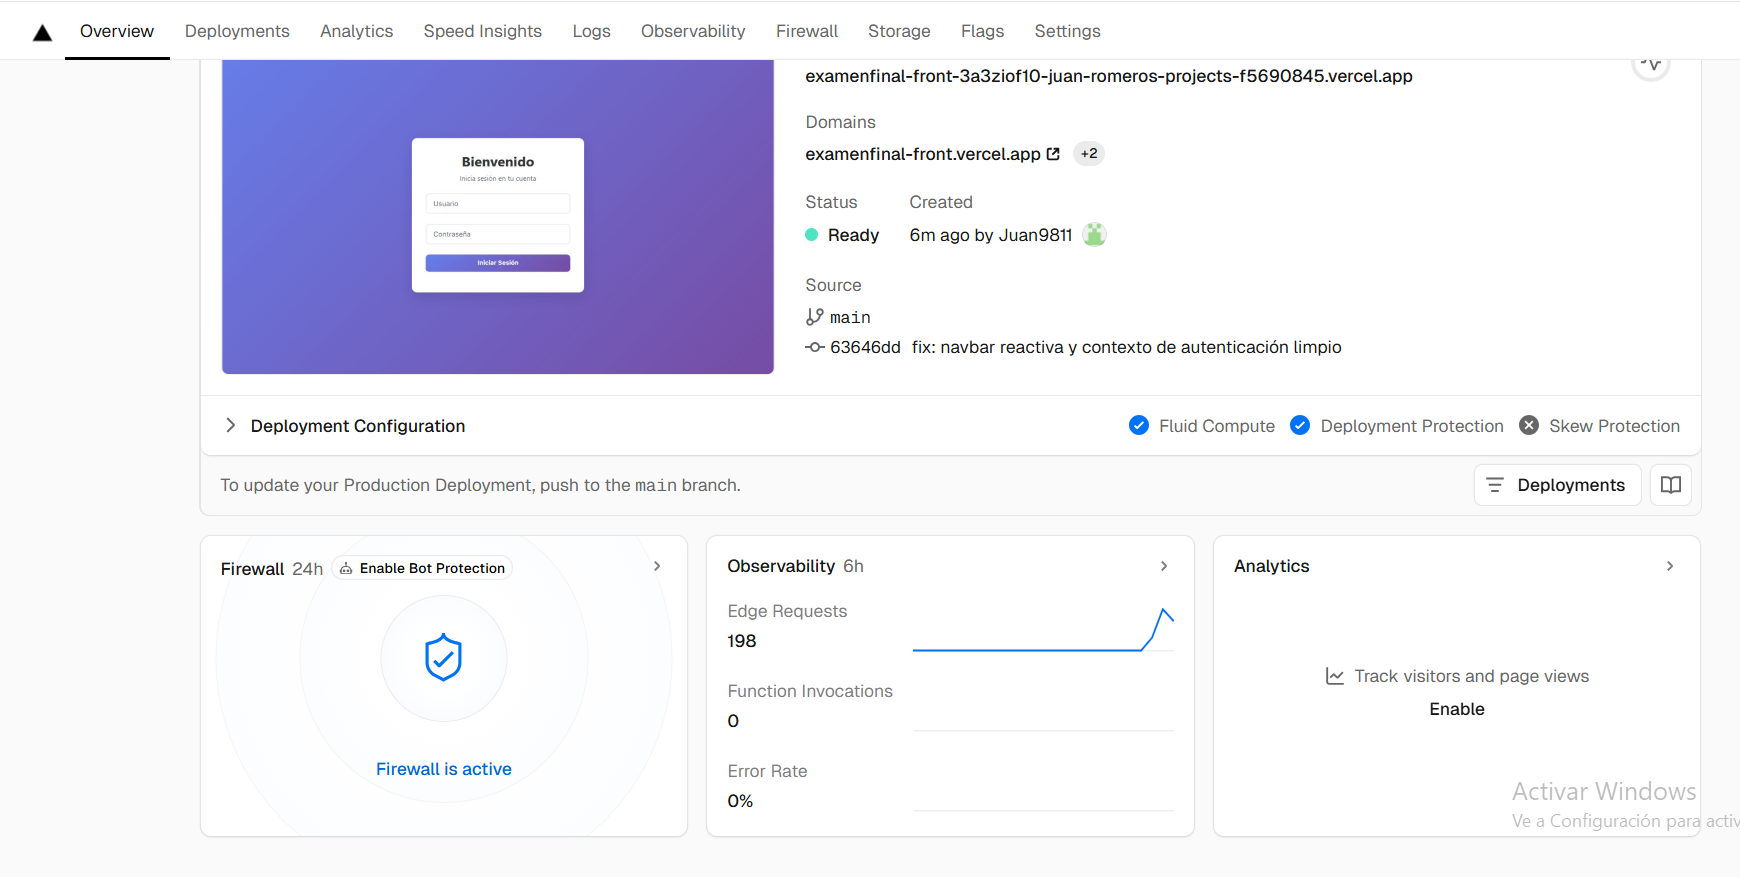 Overview Deployments Analytics Speed Insights Logs Observability Firewall Storage Flags Settings
examenfinal-front-3a3ziof10-juan-romeros-projects-f5690845.vercel.app
Domains
examenfinal-front.vercel.app +2
Status Created
Ready 6m ago by Juan9811
Source
main
63646dd fix: navbar reactiva y contexto de autenticación limpio
Bienvenido
Inicia sesión en tu cuenta
Usuario
Contraseña
Iniciar Sesión
Deployment Configuration Fluid Compute Deployment Protection Skew Protection
To update your Production Deployment, push to the main branch. Deployments
Firewall 24h Enable Bot Protection
Firewall is active
Observability 6h
Edge Requests
198
Function Invocations
0
Error Rate
0%
Analytics
Track visitors and page views
Enable
Activar Windows
Ve a Configuración para activ